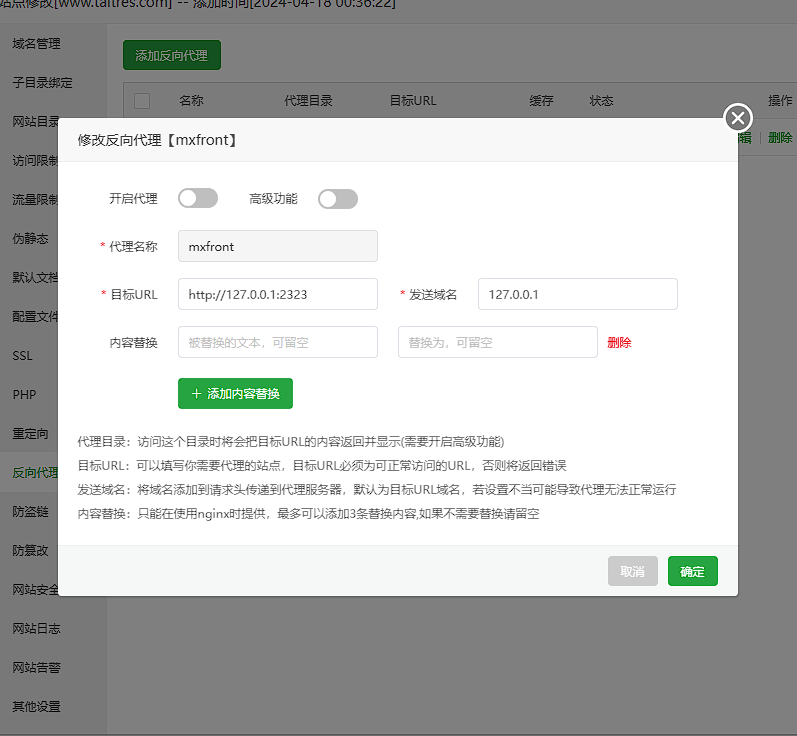 站点修改[www.taitres.com] -- 添加时间[2024-04-18 00:36:22]
域名管理
添加反向代理
子目录绑定
名称 代理目录 目标URL 缓存 状态 操作
网站目录
修改反向代理【mxfront】
删除
访问限制
流量限制
开启代理 高级功能
伪静态
* 代理名称 mxfront
默认文档
* 目标URL http://127.0.0.1:2323 * 发送域名 127.0.0.1
配置文件
内容替换 被替换的文本，可留空 替换为，可留空 删除
SSL
PHP
+ 添加内容替换
重定向
代理目录：访问这个目录时将会把目标URL的内容返回并显示(需要开启高级功能)
反向代理
目标URL：可以填写你需要代理的站点，目标URL必须为可正常访问的URL，否则将返回错误
发送域名：将域名添加到请求头传递到代理服务器，默认为目标URL域名，若设置不当可能导致代理无法正常运行
防盗链
内容替换：只能在使用nginx时提供，最多可以添加3条替换内容,如果不需要替换请留空
防篡改
取消 确定
网站安全
网站日志
网站告警
其他设置